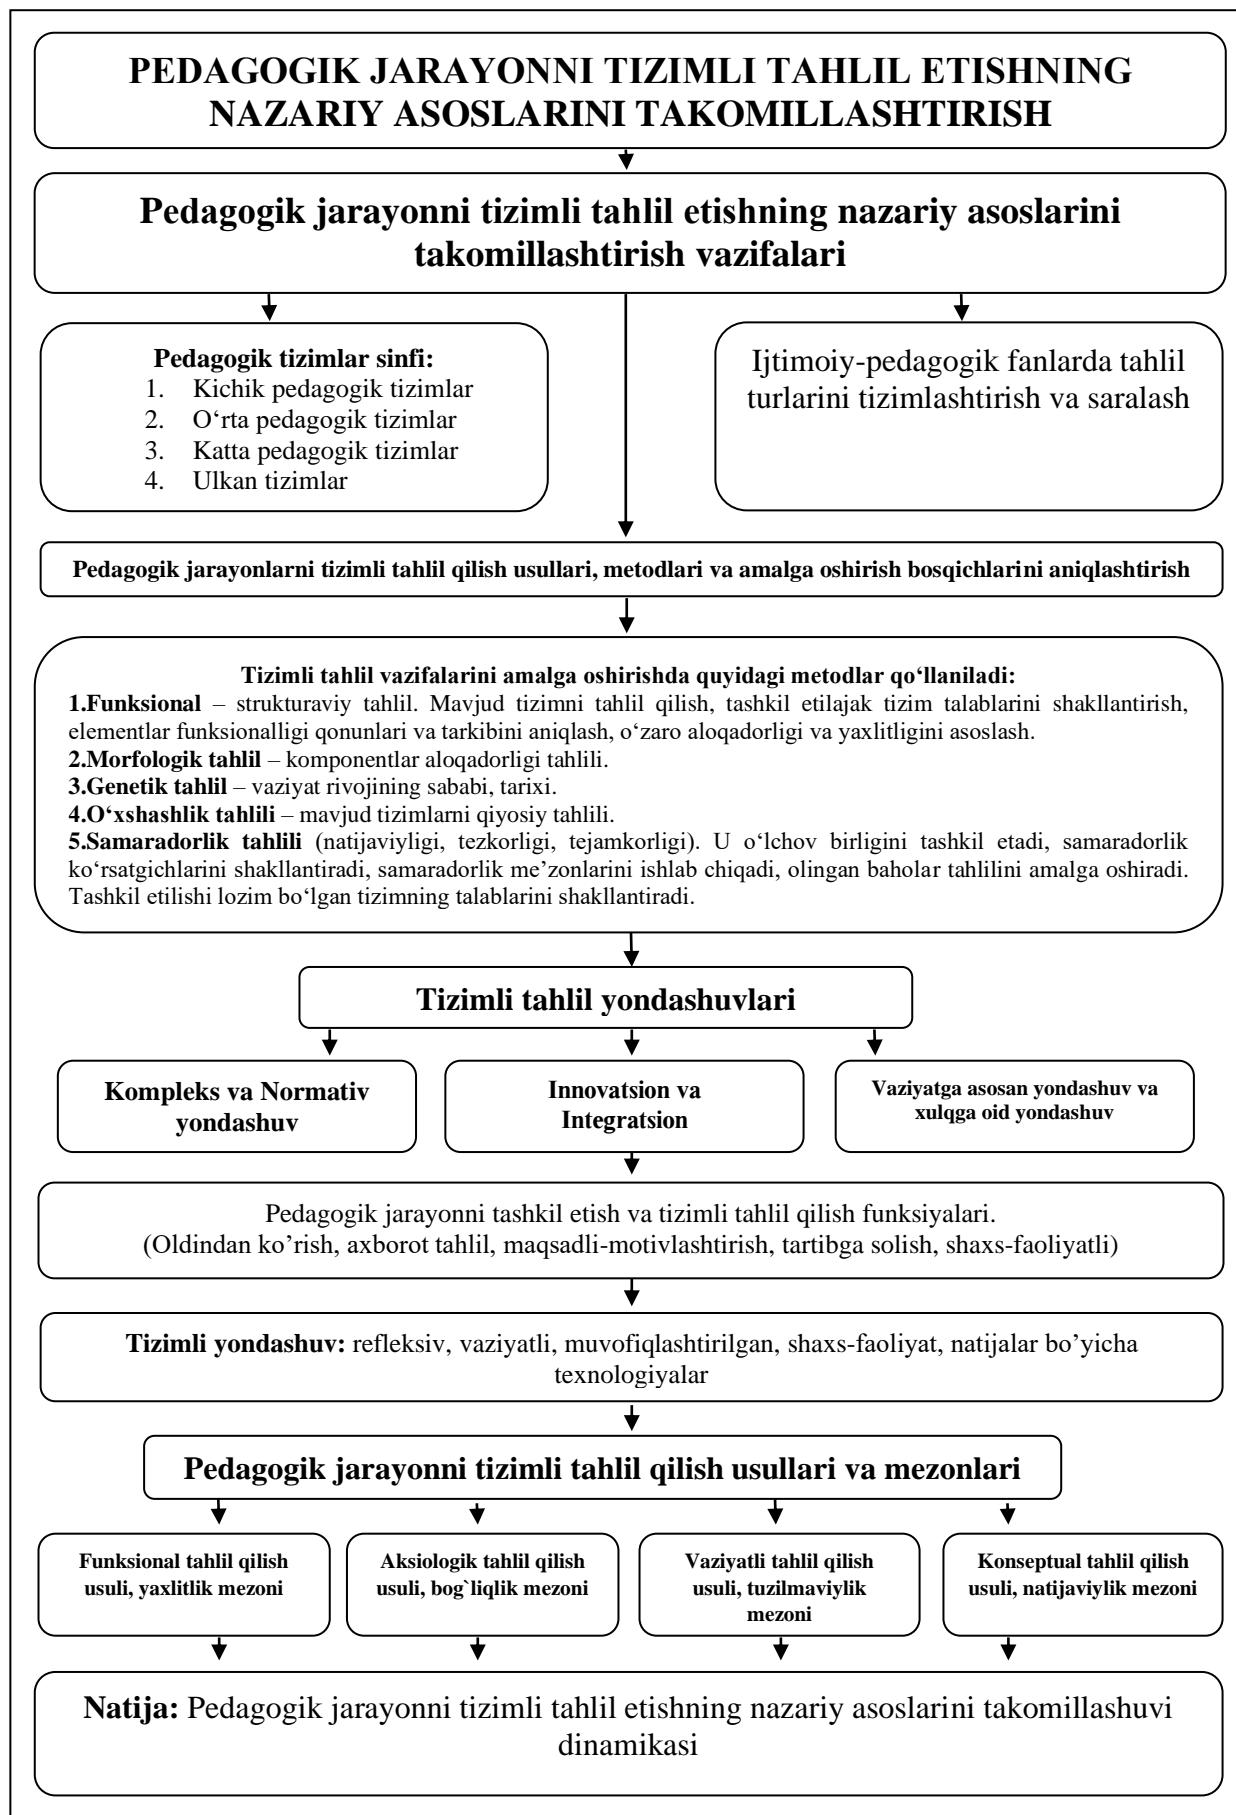 PEDAGOGIK JARAYONNI TIZIMLI TAHLIL ETISHNING
NAZARIY ASOSLARINI TAKOMILLASHTIRISH
Pedagogik jarayonni tizimli tahlil etishning nazariy asoslarini
takomillashtirish vazifalari
Pedagogik tizimlar sinfi:
1. Kichik pedagogik tizimlar
2. O‘rta pedagogik tizimlar
3. Katta pedagogik tizimlar
4. Ulkan tizimlar
Ijtimoiy-pedagogik fanlarda tahlil
turlarini tizimlashtirish va saralash
Pedagogik jarayonlarni tizimli tahlil qilish usullari, metodlari va amalga oshirish bosqichlarini aniqlashtirish
Tizimli tahlil vazifalarini amalga oshirishda quyidagi metodlar qo‘llaniladi:
1.Funksional – strukturaviy tahlil. Mavjud tizimni tahlil qilish, tashkil etilajak tizim talablarini shakllantirish,
elementlar funksionalligi qonunlari va tarkibini aniqlash, o‘zaro aloqadorligi va yaxlitligini asoslash.
2.Morfologik tahlil – komponentlar aloqadorligi tahlili.
3.Genetik tahlil – vaziyat rivojining sababi, tarixi.
4.O‘xshashlik tahlili – mavjud tizimlarni qiyosiy tahlili.
5.Samaradorlik tahlili (natijaviyligi, tezkorligi, tejamkorligi). U o‘lchov birligini tashkil etadi, samaradorlik
ko‘rsatgichlarini shakllantiradi, samaradorlik me’zonlarini ishlab chiqadi, olingan baholar tahlilini amalga oshiradi.
Tashkil etilishi lozim bo‘lgan tizimning talablarini shakllantiradi.
Tizimli tahlil yondashuvlari
Kompleks va Normativ
yondashuv
Innovatsion va
Integratsion
Vaziyatga asosan yondashuv va
xulqga oid yondashuv
Pedagogik jarayonni tashkil etish va tizimli tahlil qilish funksiyalari.
(Oldindan ko’rish, axborot tahlil, maqsadli-motivlashtirish, tartibga solish, shaxs-faoliyatli)
Tizimli yondashuv: refleksiv, vaziyatli, muvofiqlashtirilgan, shaxs-faoliyat, natijalar bo’yicha
texnologiyalar
Pedagogik jarayonni tizimli tahlil qilish usullari va mezonlari
Funksional tahlil qilish
usuli, yaxlitlik mezoni
Aksiologik tahlil qilish
usuli, bog`liqlik mezoni
Vaziyatli tahlil qilish
usuli, tuzilmaviylik
mezoni
Konseptual tahlil qilish
usuli, natijaviylik mezoni
Natija: Pedagogik jarayonni tizimli tahlil etishning nazariy asoslarini takomillashuvi
dinamikasi